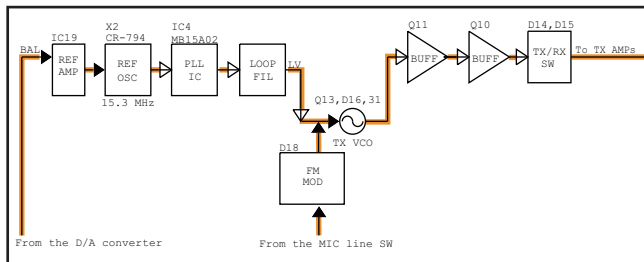 X2 IC4 Q11 Q10 D14,D15
IC19 CR-794 MB15A02
BAL REF AMP REF OSC PLL IC LOOP FIL LV BUFF BUFF TX/RX SW To TX AMPs
15.3 MHz Q13,D16,31
D18 TX VCO
FM
MOD
From the D/A converter From the MIC line SW